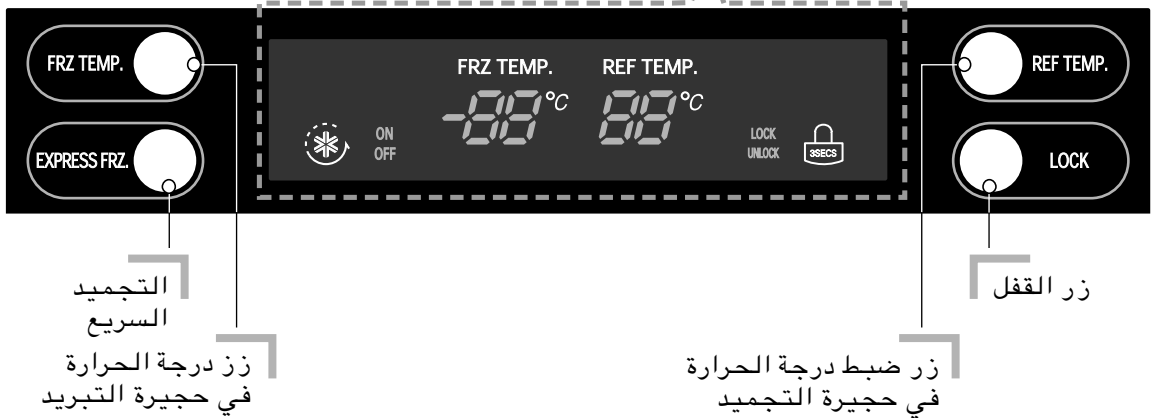 FRZ TEMP.
EXPRESS FRZ.
FRZ TEMP. REF TEMP.
-88°C 88°C
ON
OFF
LOCK
UNLOCK
3SECS
REF TEMP.
LOCK
التجميد
السريع
زز درجة الحرارة
في حجيرة التبريد
زر ضبط درجة الحرارة
في حجيرة التجميد
زر القفل